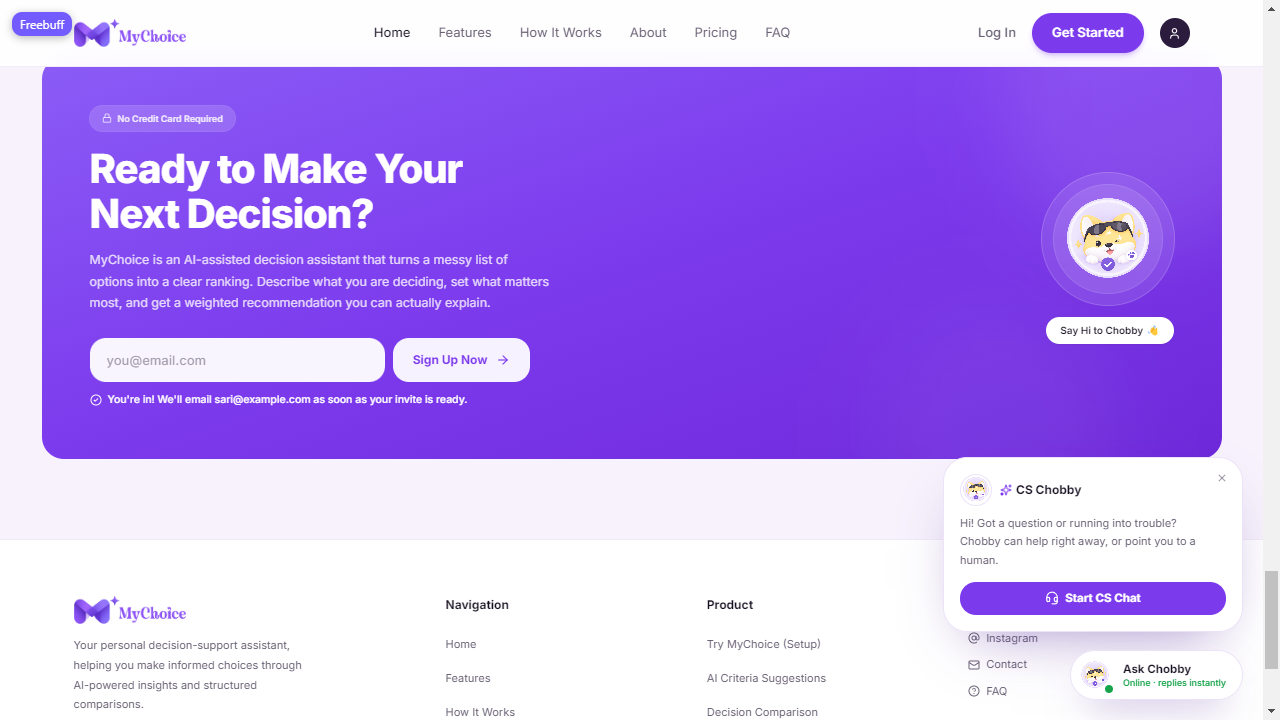 Freebuff
MyChoice
Home
Features
How It Works
About
Pricing
FAQ
Log In
Get Started
No Credit Card Required
Ready to Make Your
Next Decision?
MyChoice is an AI-assisted decision assistant that turns a messy list of
options into a clear ranking. Describe what you are deciding, set what matters
most, and get a weighted recommendation you can actually explain.
you@email.com
Sign Up Now
You're in! We'll email sari@example.com as soon as your invite is ready.
Say Hi to Chobby
CS Chobby
Hi! Got a question or running into trouble?
Chobby can help right away, or point you to a
human.
Start CS Chat
MyChoice
Your personal decision-support assistant,
helping you make informed choices through
AI-powered insights and structured
comparisons.
Navigation
Home
Features
How It Works
Product
Try MyChoice (Setup)
AI Criteria Suggestions
Decision Comparison
Instagram
Contact
FAQ
Ask Chobby
Online · replies instantly